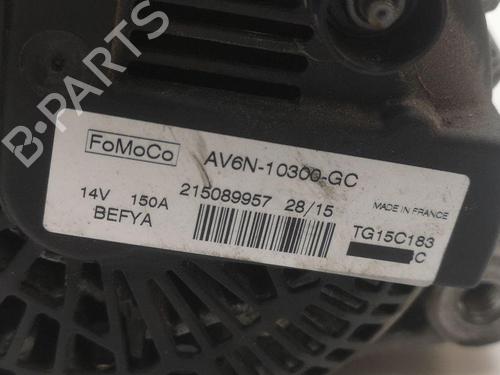 B-PARTS
FoMoCo AV6N-10300-GC
14V 150A 215089957 28/15 MADE IN FRANCE
BEFYA TG15C183
C